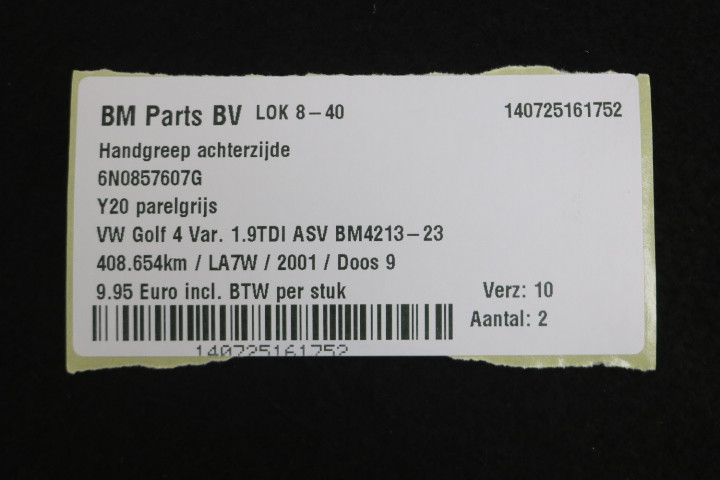 BM Parts BV LOK 8-40 140725161752
Handgreep achterzijde
6N0857607G
Y20 parelgrijs
VW Golf 4 Var. 1.9TDI ASV BM4213-23
408.654km / LA7W / 2001 / Doos 9
9.95 Euro incl. BTW per stuk Verz: 10
Aantal: 2
140725161752